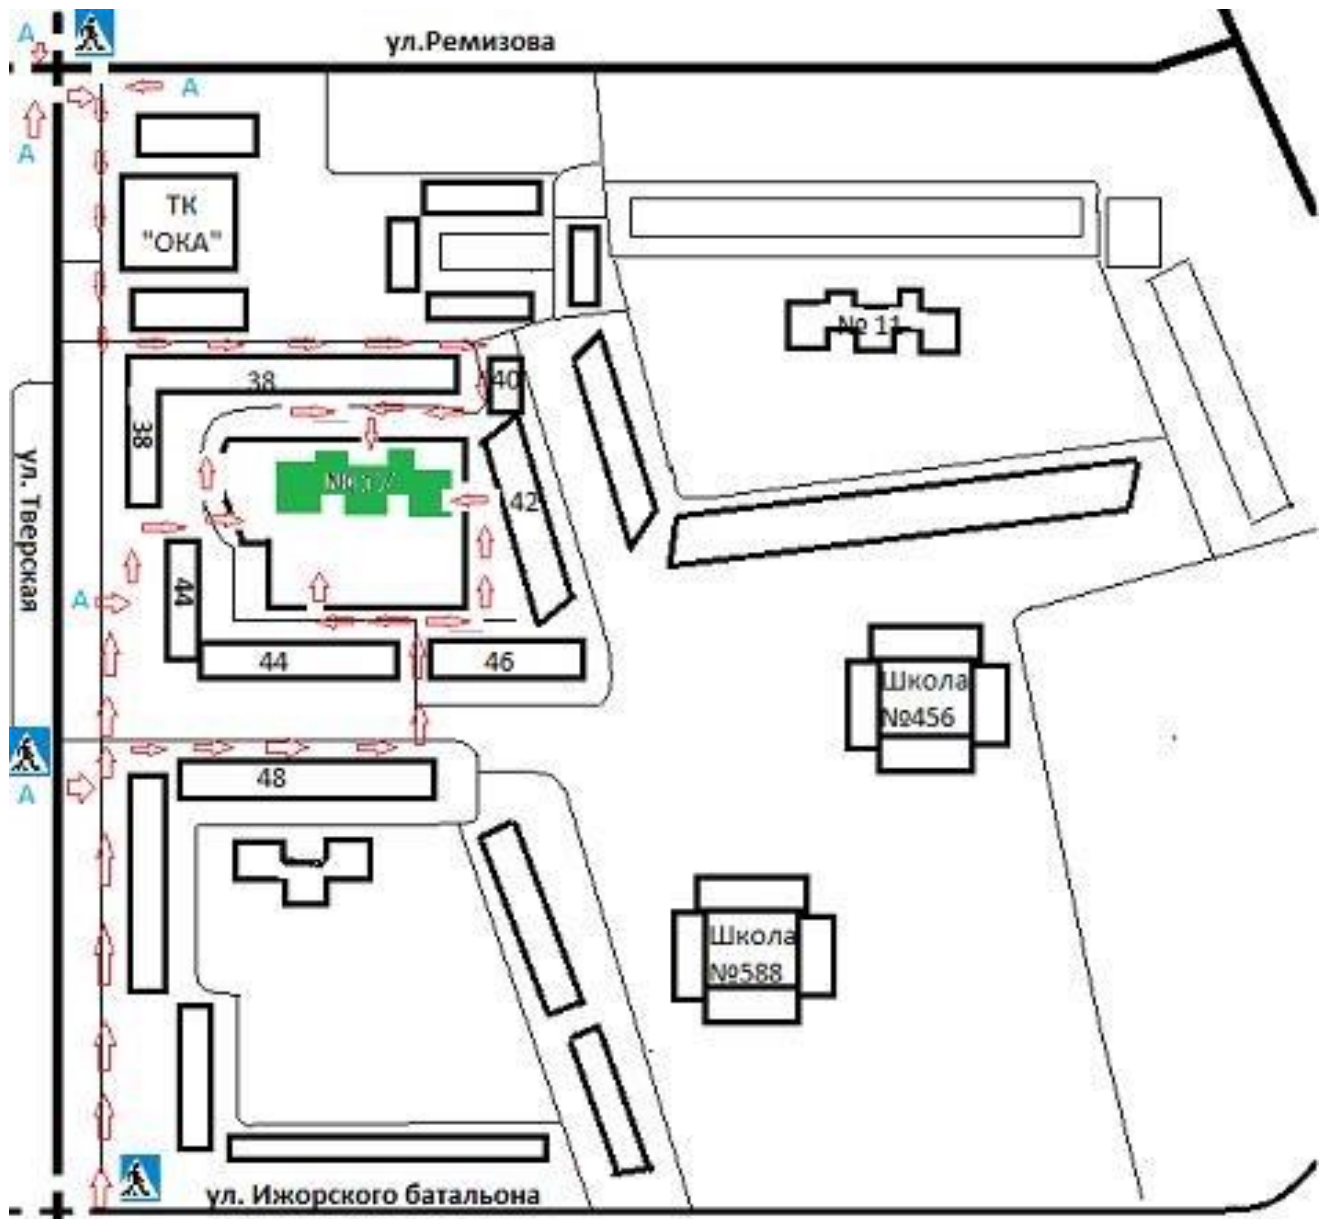 А
ул.Ремизова
А
А
ТК
"ОКА"
№ 11
38
40
38
42
ул. Тверская
А
44
44
46
Школа
№456
А
48
Школа
№588
ул. Ижорского батальона